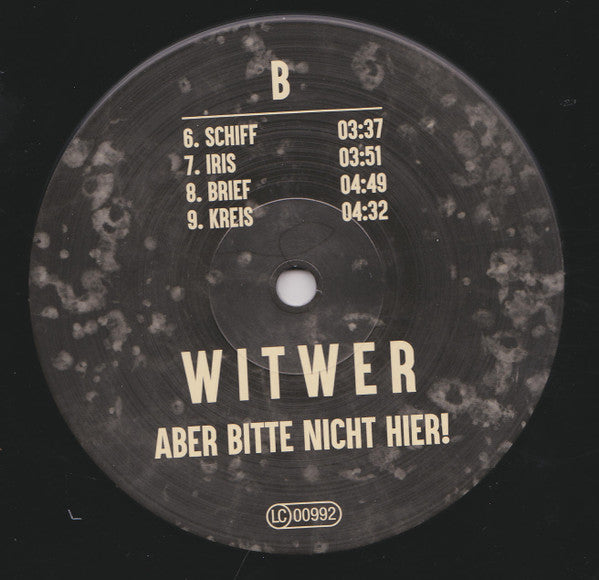 B
6. SCHIFF 03:37
7. IRIS 03:51
8. BRIEF 04:49
9. KREIS 04:32
WITWER
ABER BITTE NICHT HIER!
LC 00992